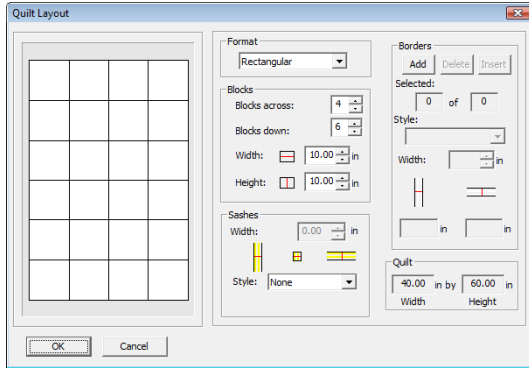 Quilt Layout
Format
Rectangular
Blocks
Blocks across: 4
Blocks down: 6
Width: 10.00 in
Height: 10.00 in
Sashes
Width: 0.00 in
Style: None
Borders
Add Delete Insert
Selected:
0 of 0
Style:
Width: in
in in
Quilt
40.00 in by 60.00 in
Width Height
OK Cancel